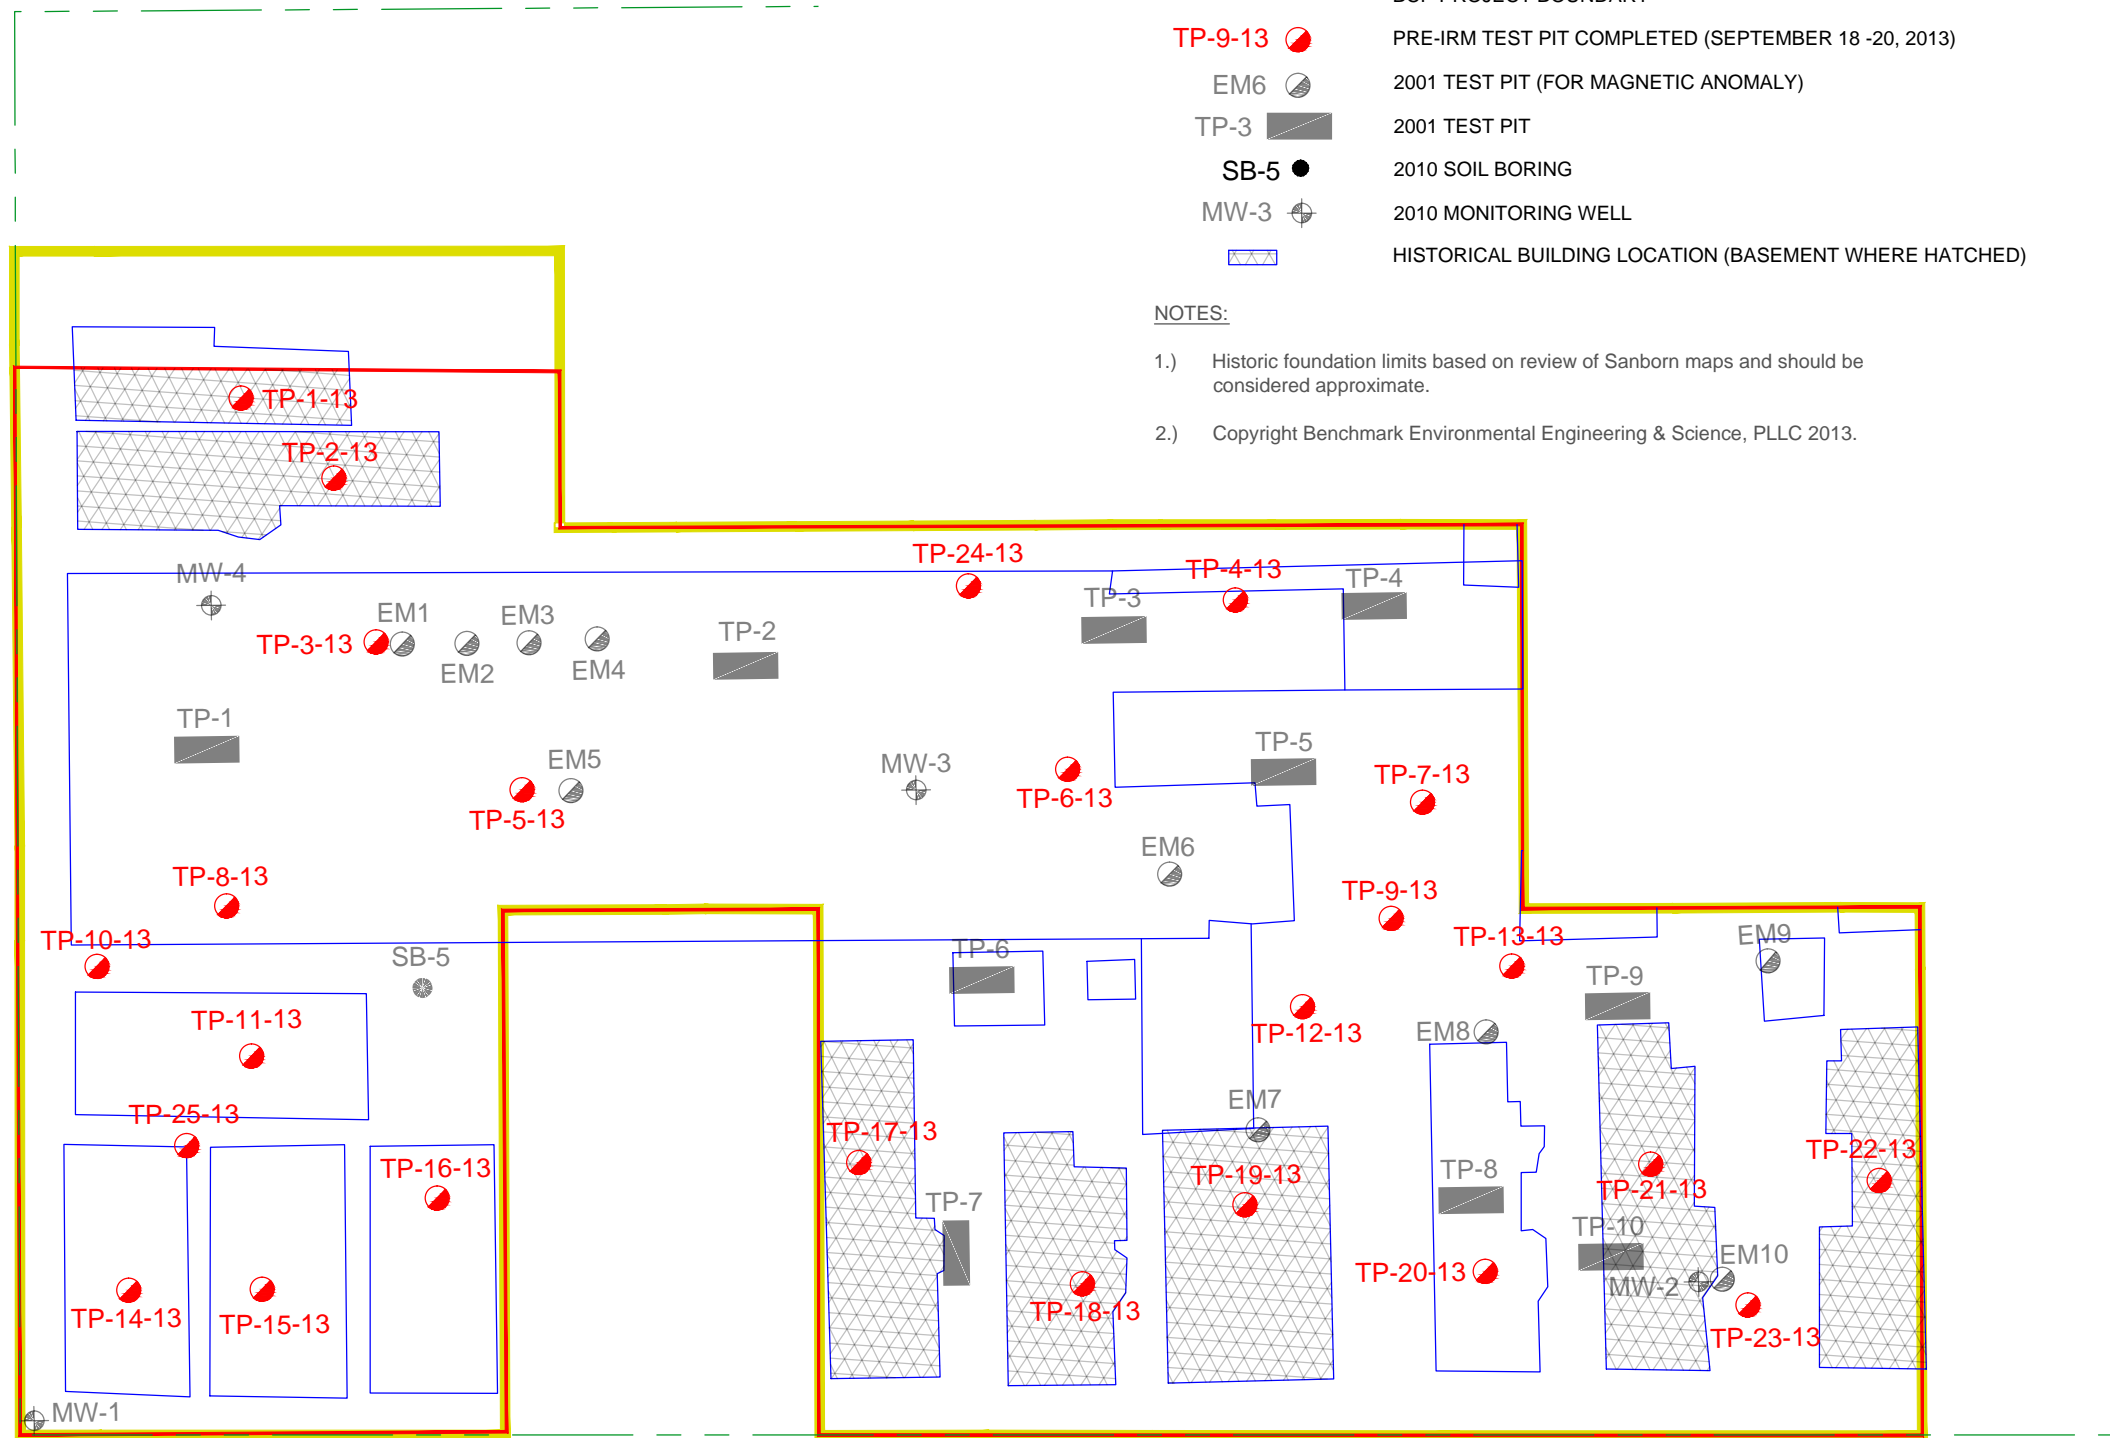 TP-9-13 PRE-IRM TEST PIT COMPLETED (SEPTEMBER 18 -20, 2013)
EM6 2001 TEST PIT (FOR MAGNETIC ANOMALY)
TP-3 2001 TEST PIT
SB-5 2010 SOIL BORING
MW-3 2010 MONITORING WELL
HISTORICAL BUILDING LOCATION (BASEMENT WHERE HATCHED)
NOTES:
1.) Historic foundation limits based on review of Sanborn maps and should be
considered approximate.
2.) Copyright Benchmark Environmental Engineering & Science, PLLC 2013.
TP-1-13
TP-2-13
TP-24-13
TP-4-13
TP-4
MW-4
TP-3
EM1
EM3
TP-2
TP-3-13
EM2
EM4
TP-1
TP-5
EM5
MW-3
TP-7-13
TP-6-13
TP-5-13
EM6
TP-8-13
TP-9-13
TP-10-13
TP-13-13
EM9
TP-6
SB-5
TP-9
TP-11-13
TP-12-13
EM8
EM7
TP-25-13
TP-17-13
TP-22-13
TP-16-13
TP-19-13
TP-8
TP-21-13
TP-7
TP-10
EM10
TP-20-13
MW-2
TP-18-13
TP-14-13
TP-15-13
TP-23-13
MW-1